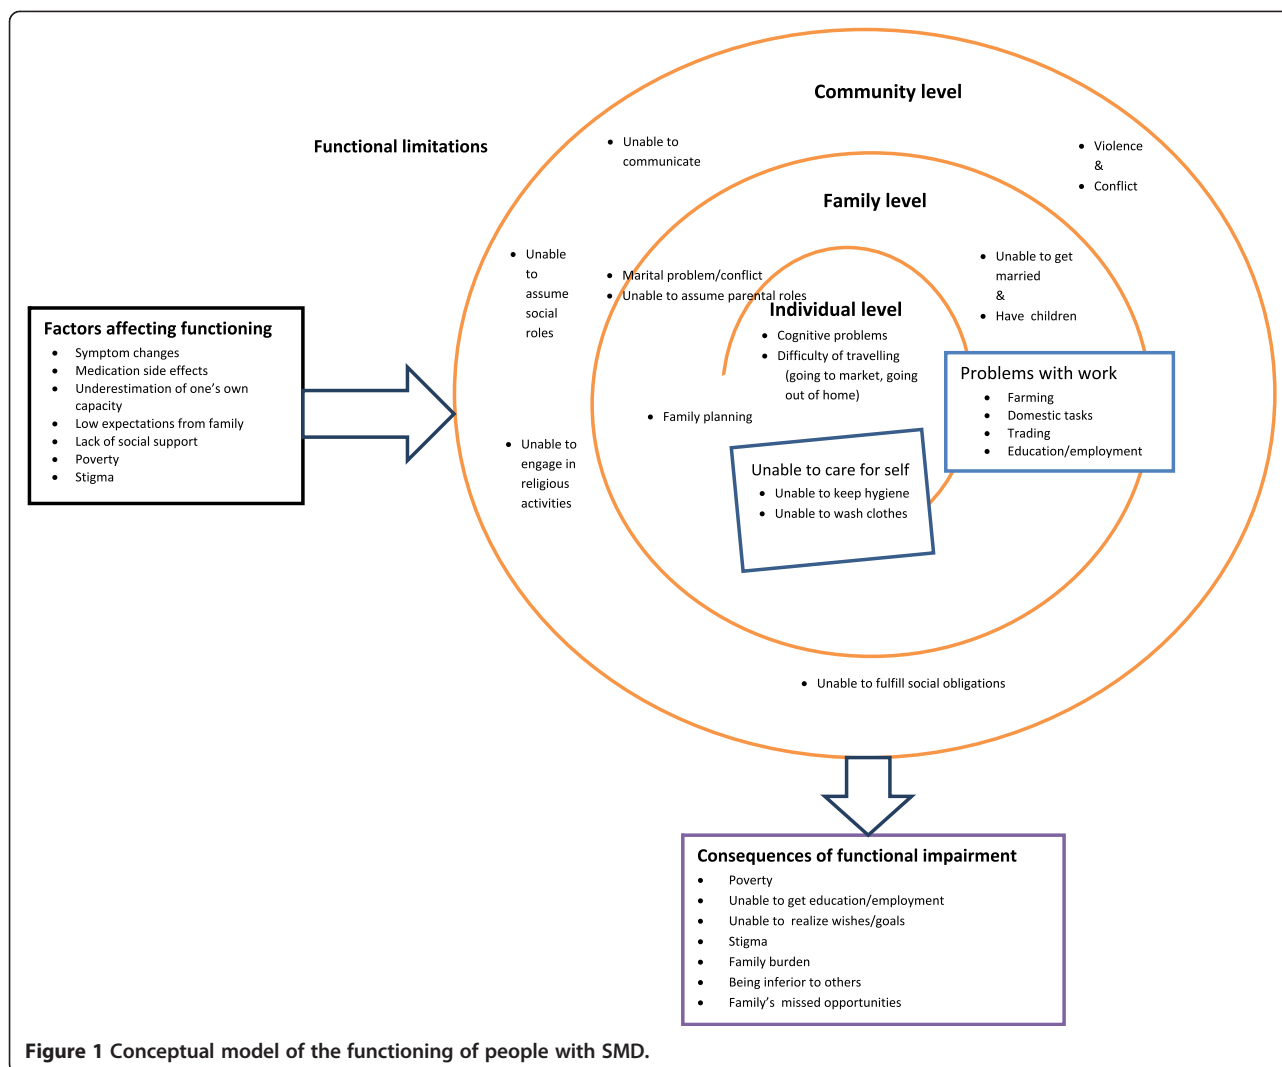 Community level
Functional limitations
• Unable to
communicate
• Violence
&
• Conflict
Family level
• Unable
to
assume
social
roles
• Marital problem/conflict
• Unable to assume parental roles
• Unable to get
married
&
• Have children
Individual level
• Cognitive problems
• Difficulty of travelling
(going to market, going
out of home)
Factors affecting functioning
• Symptom changes
• Medication side effects
• Underestimation of one’s own
capacity
• Low expectations from family
• Lack of social support
• Poverty
• Stigma
Problems with work
• Farming
• Domestic tasks
• Trading
• Education/employment
• Family planning
• Unable to
engage in
religious
activities
Unable to care for self
• Unable to keep hygiene
• Unable to wash clothes
• Unable to fulfill social obligations
Consequences of functional impairment
• Poverty
• Unable to get education/employment
• Unable to realize wishes/goals
• Stigma
• Family burden
• Being inferior to others
• Family’s missed opportunities
Figure 1 Conceptual model of the functioning of people with SMD.